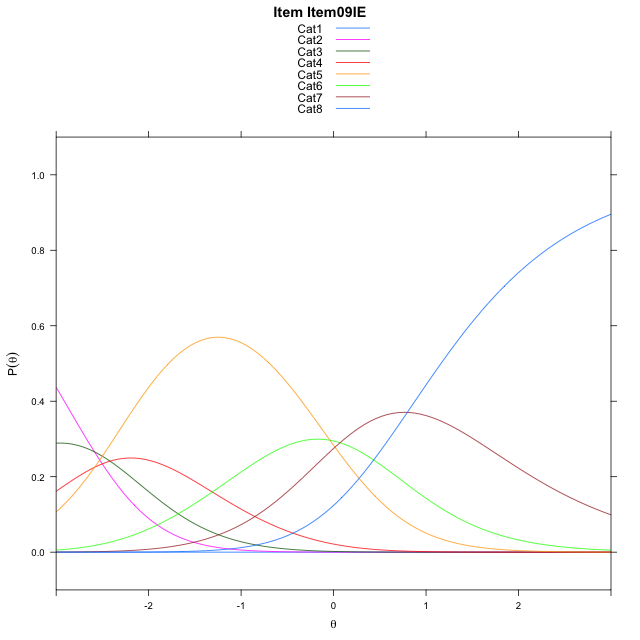 Item Item09IE
Cat1
Cat2
Cat3
Cat4
Cat5
Cat6
Cat7
Cat8
1.0
0.8
0.6
0.4
0.2
0.0
P(θ)
-2 -1 0 1 2
θ